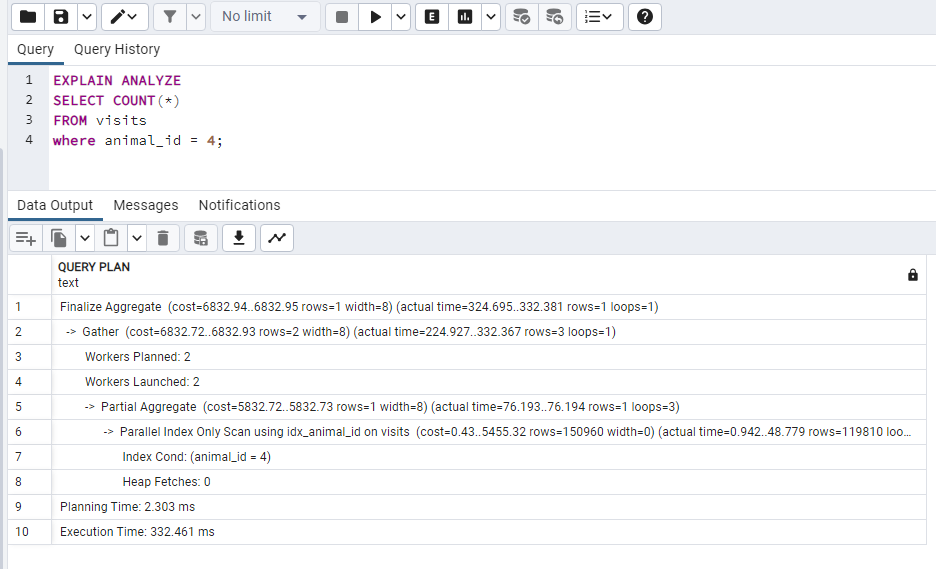 No limit
E
Query Query History
1 EXPLAIN ANALYZE
2 SELECT COUNT(*)
3 FROM visits
4 where animal_id = 4;
Data Output Messages Notifications
QUERY PLAN
text
1 Finalize Aggregate (cost=6832.94..6832.95 rows=1 width=8) (actual time=324.695..332.381 rows=1 loops=1)
2 -> Gather (cost=6832.72..6832.93 rows=2 width=8) (actual time=224.927..332.367 rows=3 loops=1)
3 Workers Planned: 2
4 Workers Launched: 2
5 -> Partial Aggregate (cost=5832.72..5832.73 rows=1 width=8) (actual time=76.193..76.194 rows=1 loops=3)
6 -> Parallel Index Only Scan using idx_animal_id on visits (cost=0.43..5455.32 rows=150960 width=0) (actual time=0.942..48.779 rows=119810 loo...
7 Index Cond: (animal_id = 4)
8 Heap Fetches: 0
9 Planning Time: 2.303 ms
10 Execution Time: 332.461 ms